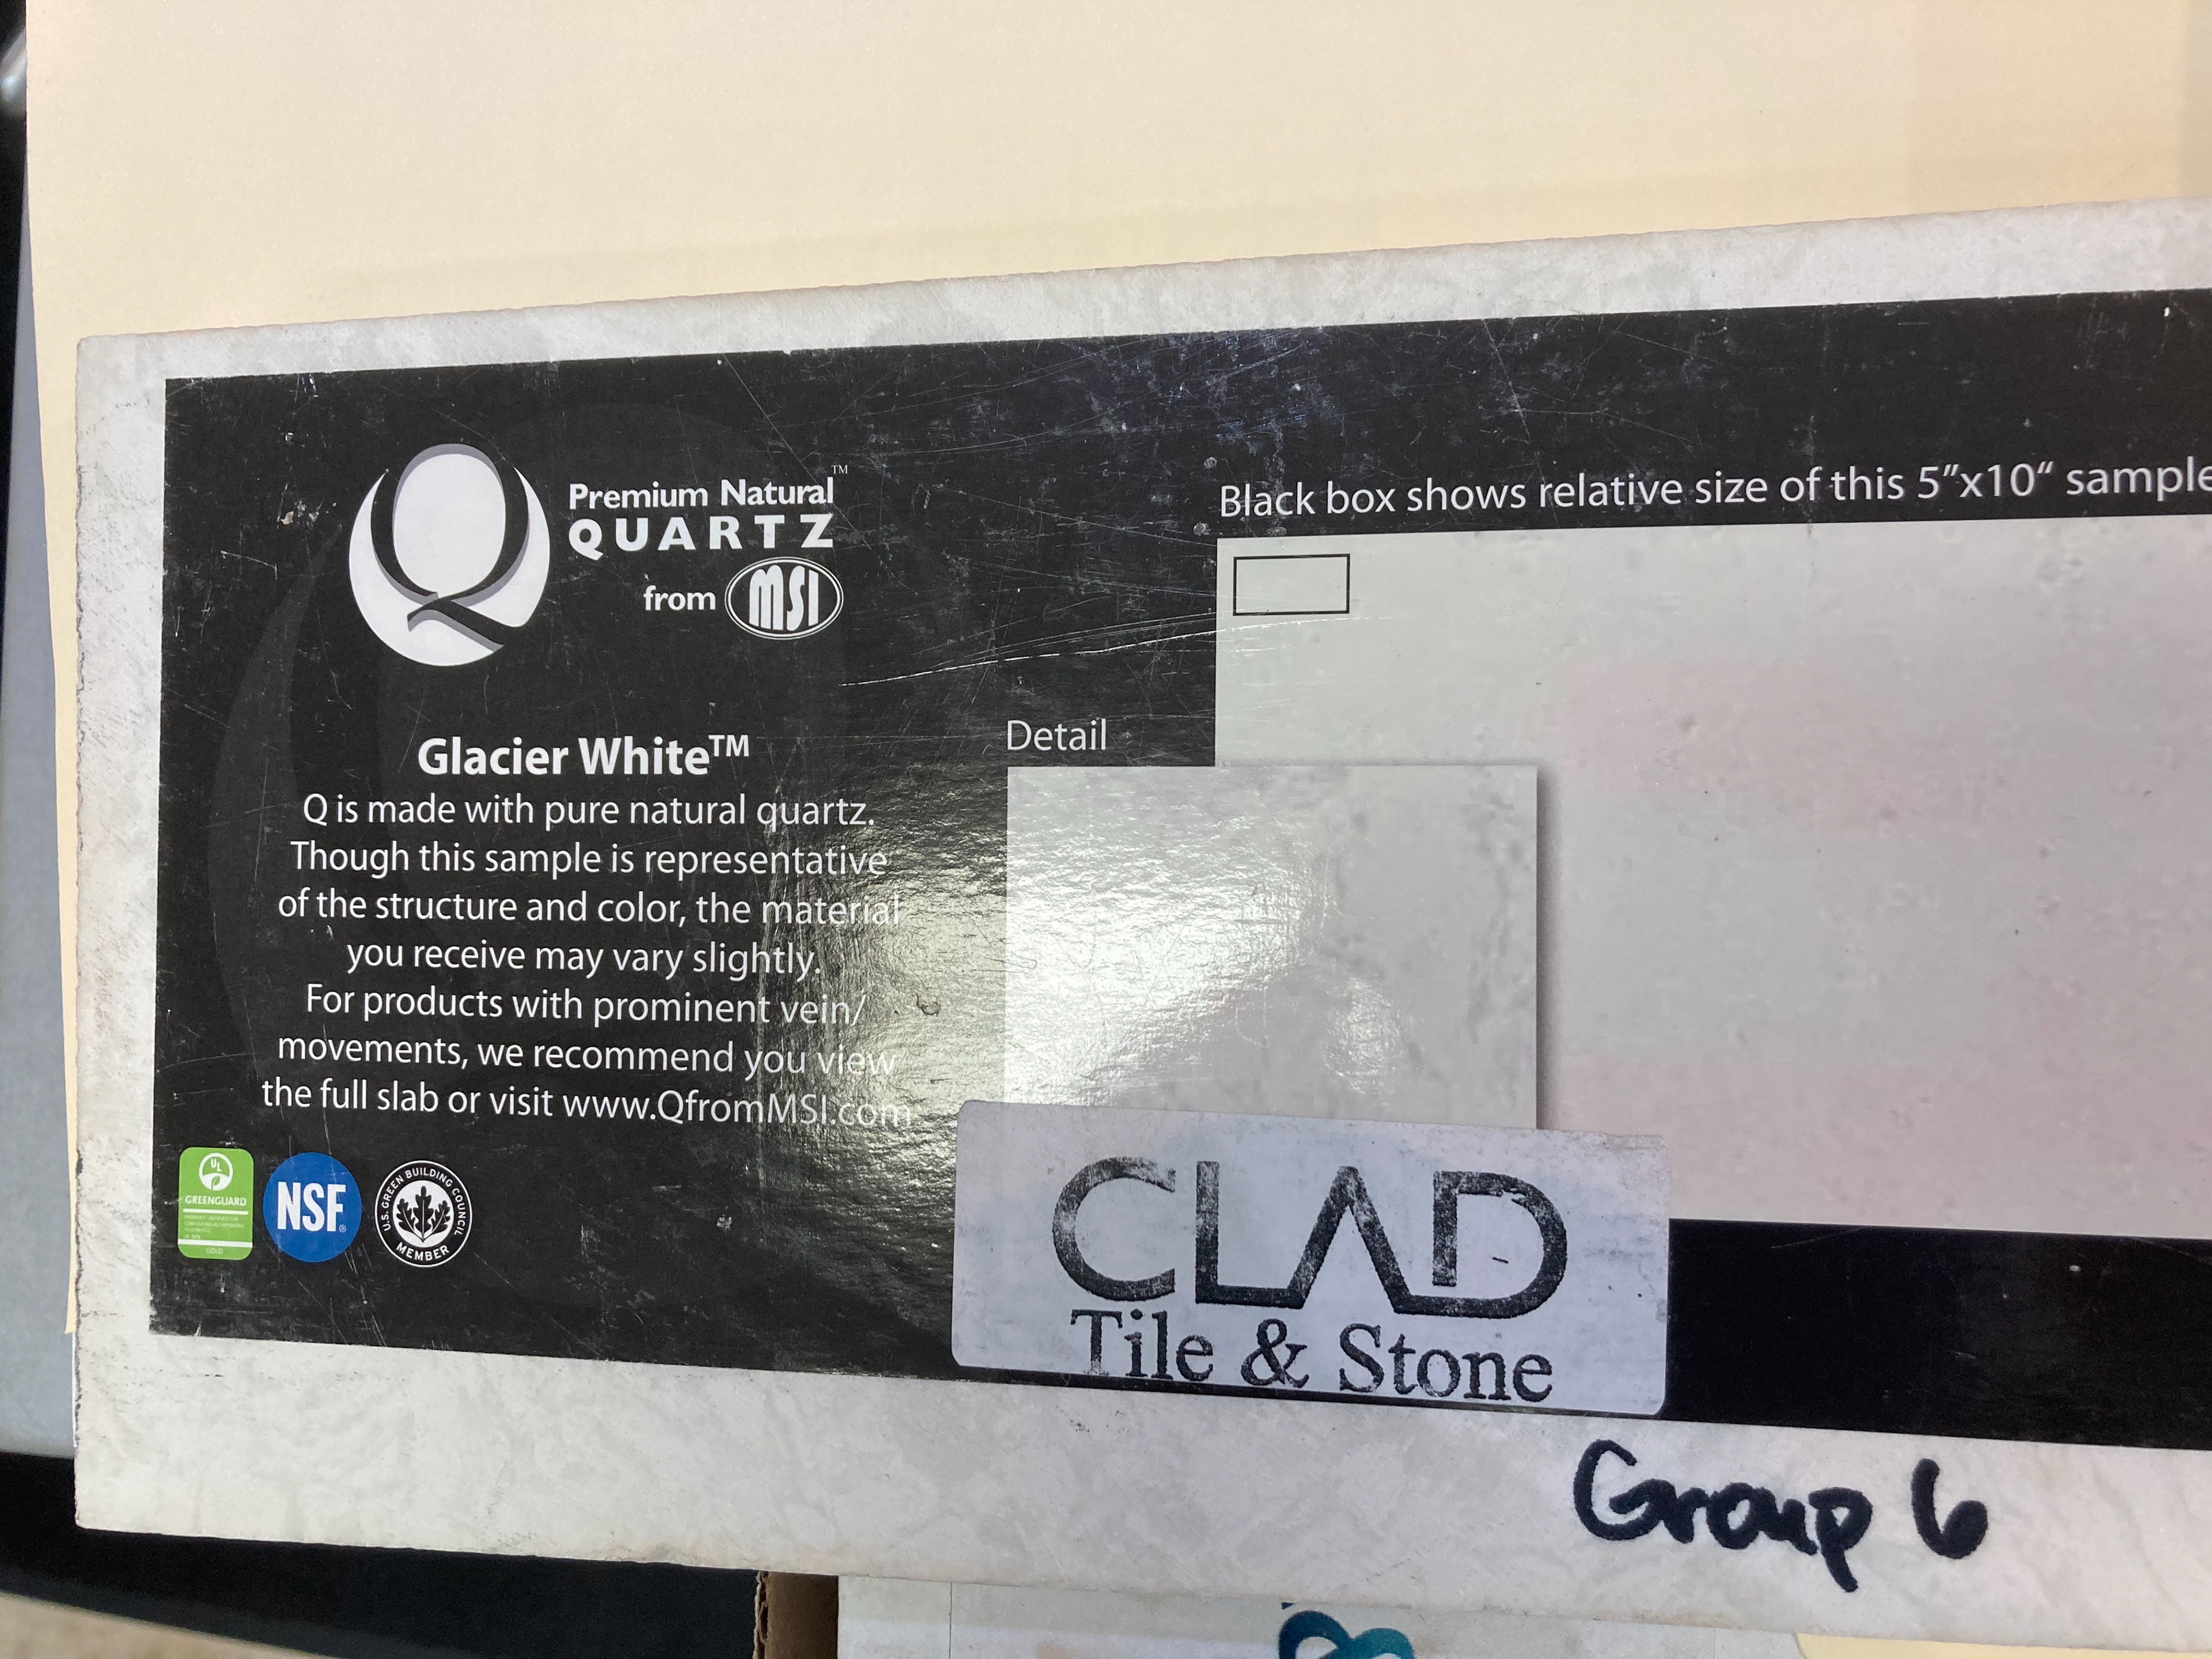 Premium Natural™
QUARTZ
from MSI
Black box shows relative size of this 5"x10" sample
Detail
Glacier White™
Q is made with pure natural quartz.
Though this sample is representative
of the structure and color, the material
you receive may vary slightly.
For products with prominent vein/
movements, we recommend you view
the full slab or visit www.QfromMSI.com
UL
GREENGUARD
GOLD
NSF®
U.S. GREEN BUILDING COUNCIL
MEMBER
CLAD
Tile & Stone
Group 6